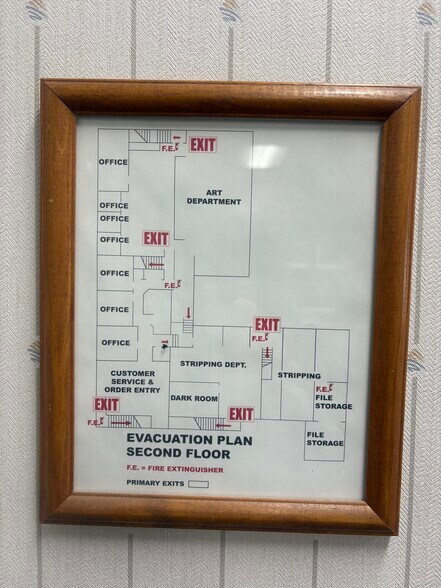 EXIT
F.E.
OFFICE
ART
DEPARTMENT
OFFICE
OFFICE
OFFICE
EXIT
OFFICE
F.E.
OFFICE
EXIT
F.E.
OFFICE
STRIPPING DEPT.
CUSTOMER
SERVICE &
ORDER ENTRY
STRIPPING
F.E.
FILE
STORAGE
DARK ROOM
EXIT
EXIT
F.E.
FILE
STORAGE
EVACUATION PLAN
SECOND FLOOR
F.E. = FIRE EXTINGUISHER
PRIMARY EXITS